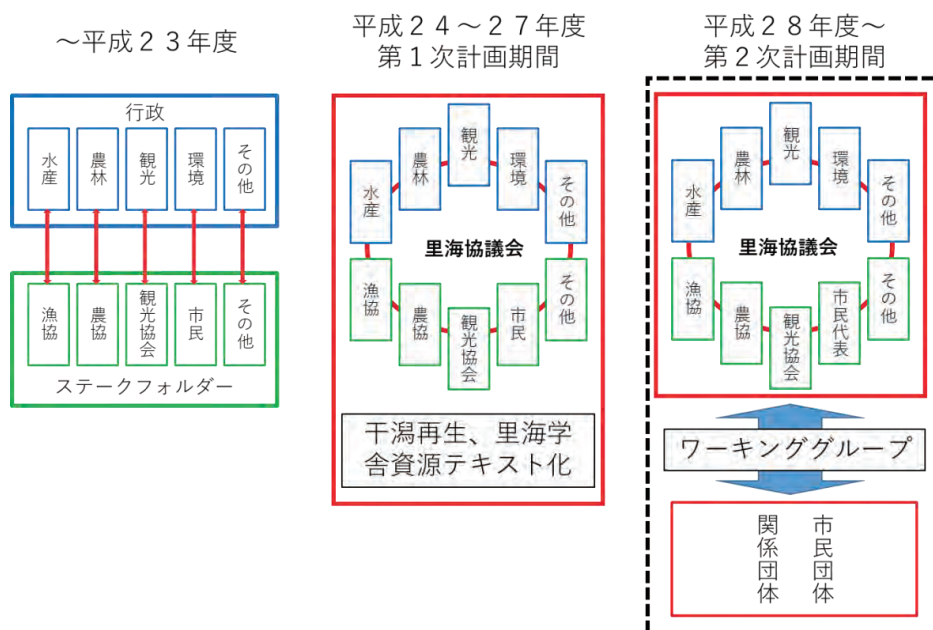 ～平成２３年度
行政
水産
農林
観光
環境
その他
漁協
農協
観光協会
市民
その他
ステークフォルダー
平成２４～２７年度
第１次計画期間
水産
農林
観光
環境
その他
里海協議会
漁協
農協
観光協会
市民
その他
干潟再生、里海学
舎資源テキスト化
平成２８年度～
第２次計画期間
水産
農林
観光
環境
その他
里海協議会
漁協
農協
観光協会
市民代表
その他
ワーキンググループ
市民団体
関係団体